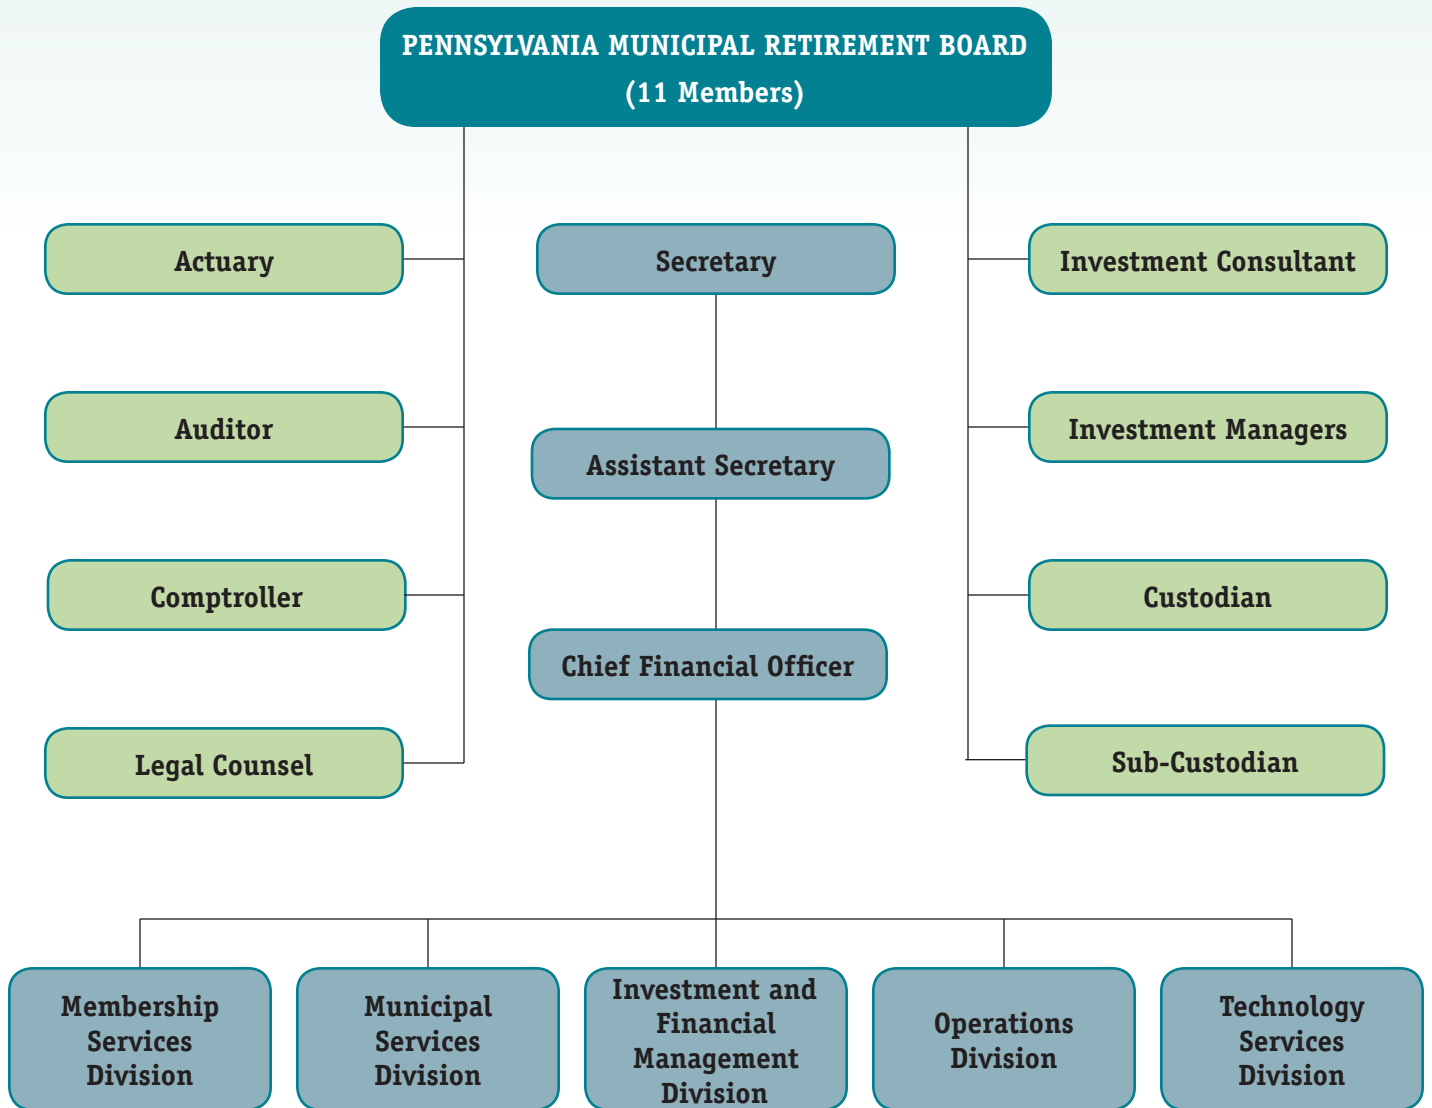 PENNSYLVANIA MUNICIPAL RETIREMENT BOARD
(11 Members)
Actuary
Secretary
Investment Consultant
Auditor
Assistant Secretary
Investment Managers
Comptroller
Chief Financial Officer
Custodian
Legal Counsel
Sub-Custodian
Membership
Services
Division
Municipal
Services
Division
Investment and
Financial
Management
Division
Operations
Division
Technology
Services
Division